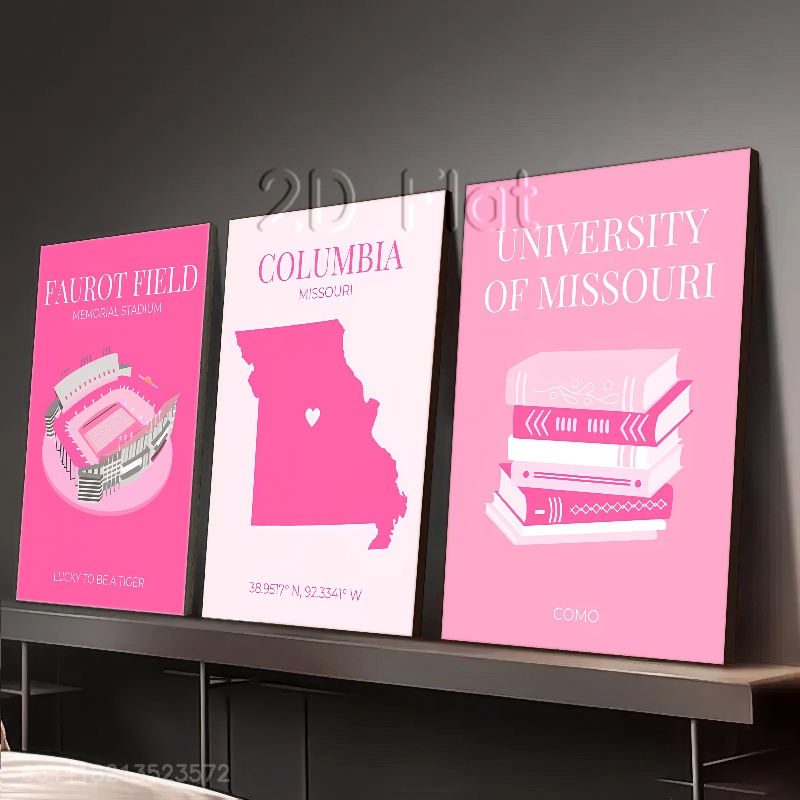 2D Flat
FAUROT FIELD
MEMORIAL STADIUM
LUCKY TO BE A TIGER
COLUMBIA
MISSOURI
38.9517° N, 92.3341° W
UNIVERSITY
OF MISSOURI
COMO